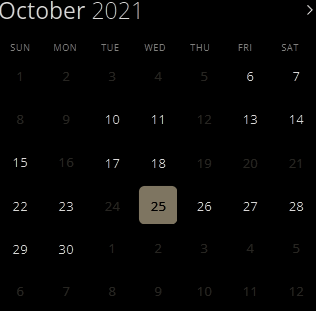 October 2021 >
SUN MON TUE WED THU FRI SAT
1 2 3 4 5 6 7
8 9 10 11 12 13 14
15 16 17 18 19 20 21
22 23 24 25 26 27 28
29 30 1 2 3 4 5
6 7 8 9 10 11 12